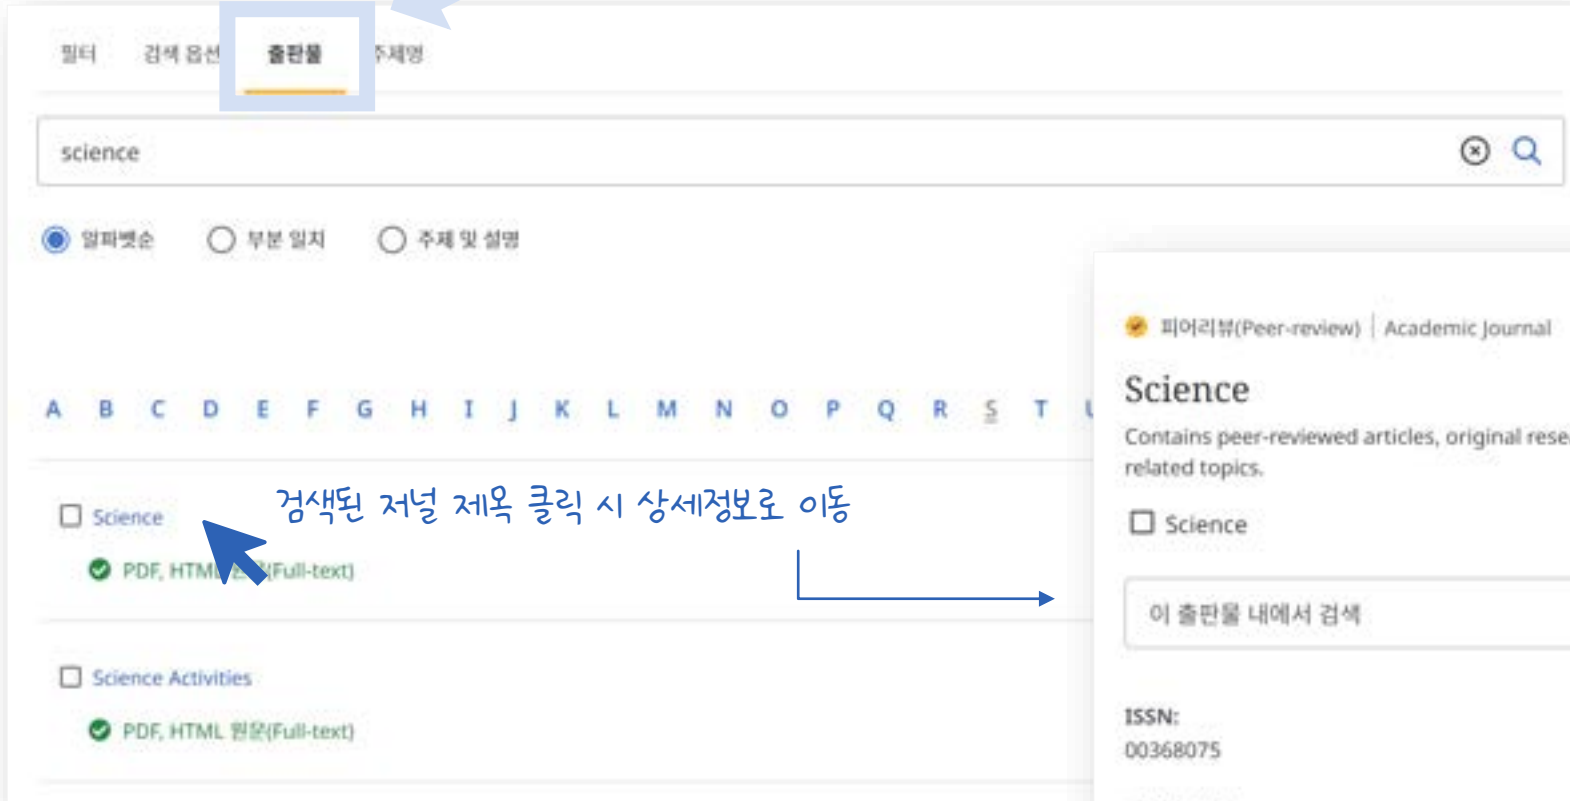 필터 검색 옵션 출판물 주제명
science
알파벳순 부분 일치 주제 및 설명
A B C D E F G H I J K L M N O P Q R S T U
Science
검색된 저널 제목 클릭 시 상세정보로 이동
PDF, HTML 원문(Full-text)
Science Activities
PDF, HTML 원문(Full-text)
피어리뷰(Peer-review) | Academic Journal
Science
Contains peer-reviewed articles, original
related topics.
Science
이 출판물 내에서 검색
ISSN:
00368075